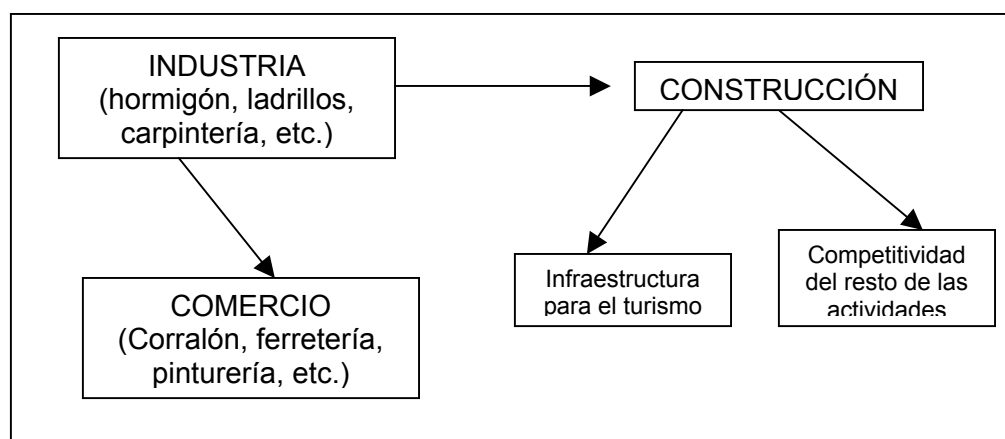 INDUSTRIA
(hormigón, ladrillos,
carpintería, etc.)
CONSTRUCCIÓN
COMERCIO
(Corralón, ferretería,
pinturería, etc.)
Infraestructura
para el turismo
Competitividad
del resto de las
actividades